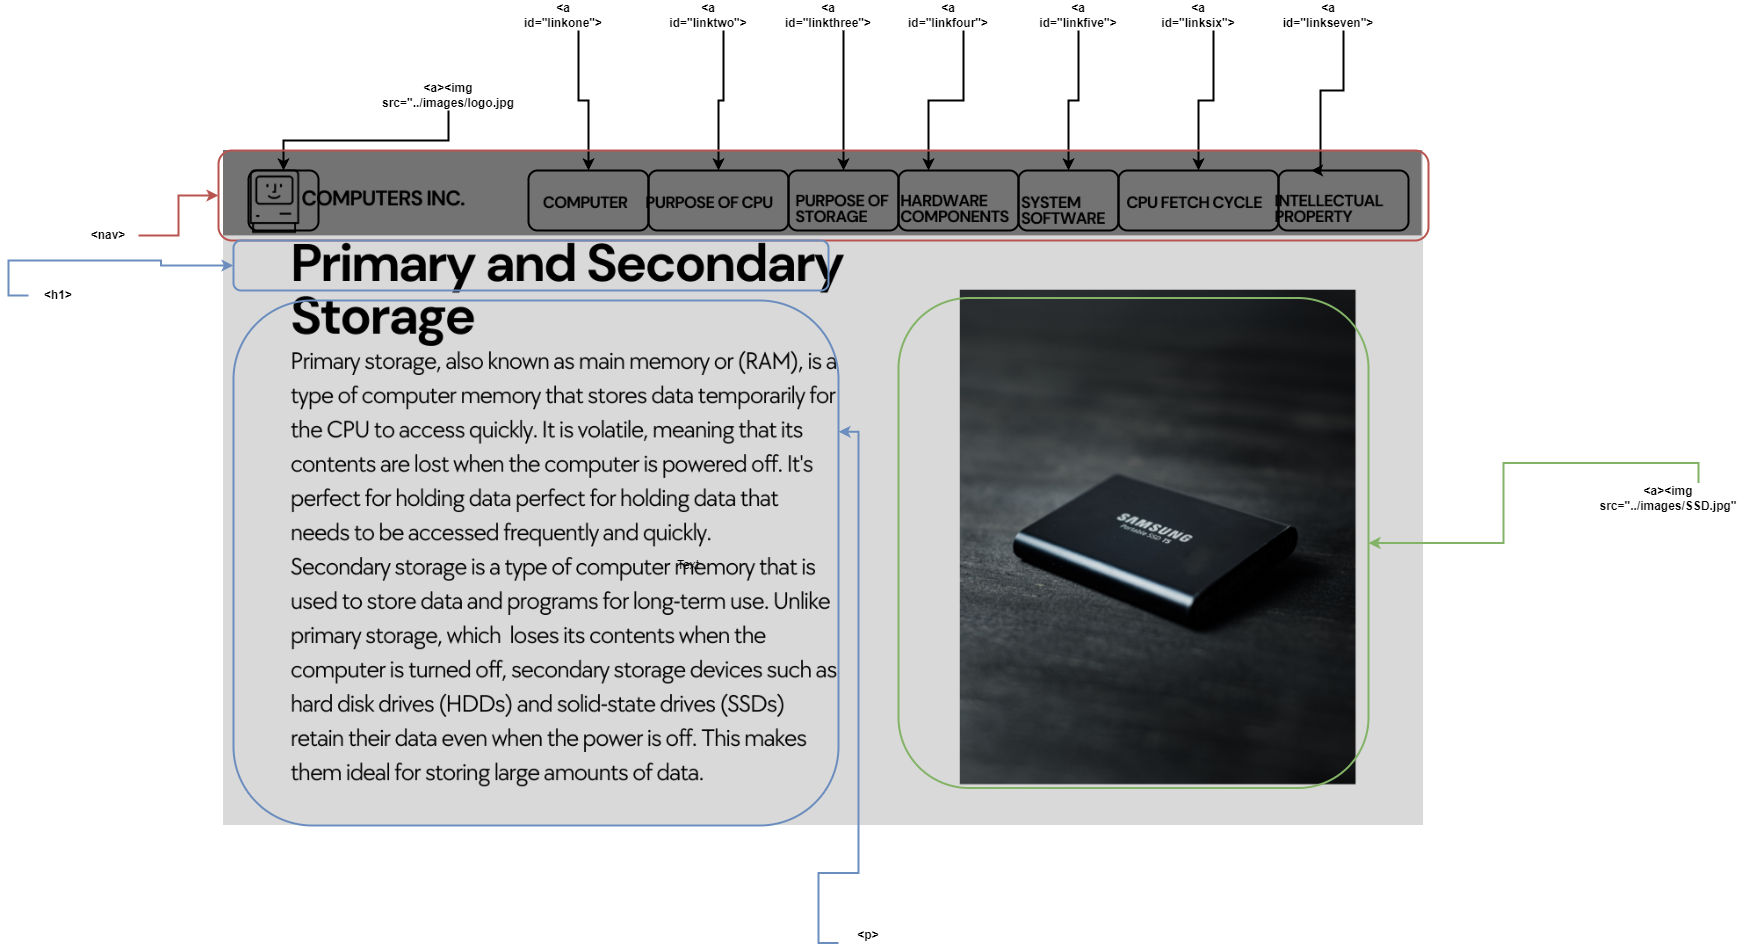 <a
id="linkone">
<a
id="linktwo">
<a
id="linkthree">
<a
id="linkfour">
<a
id="linkfive">
<a
id="linksix">
<a
id="linkseven">
<a><img
src="../images/logo.jpg
COMPUTERS INC.
COMPUTER
PURPOSE OF CPU
PURPOSE OF
STORAGE
HARDWARE
COMPONENTS
SYSTEM
SOFTWARE
CPU FETCH CYCLE
INTELLECTUAL
PROPERTY
<nav>
<h1>
Primary and Secondary
Storage
Primary storage, also known as main memory or (RAM), is a
type of computer memory that stores data temporarily for
the CPU to access quickly. It is volatile, meaning that its
contents are lost when the computer is powered off. It's
perfect for holding data perfect for holding data that
needs to be accessed frequently and quickly.
Secondary storage is a type of computer memory that is
Text
used to store data and programs for long-term use. Unlike
primary storage, which  loses its contents when the
computer is turned off, secondary storage devices such as
hard disk drives (HDDs) and solid-state drives (SSDs)
retain their data even when the power is off. This makes
them ideal for storing large amounts of data.
SAMSUNG
Portable SSD T5
<a><img
src="../images/SSD.jpg"
<p>